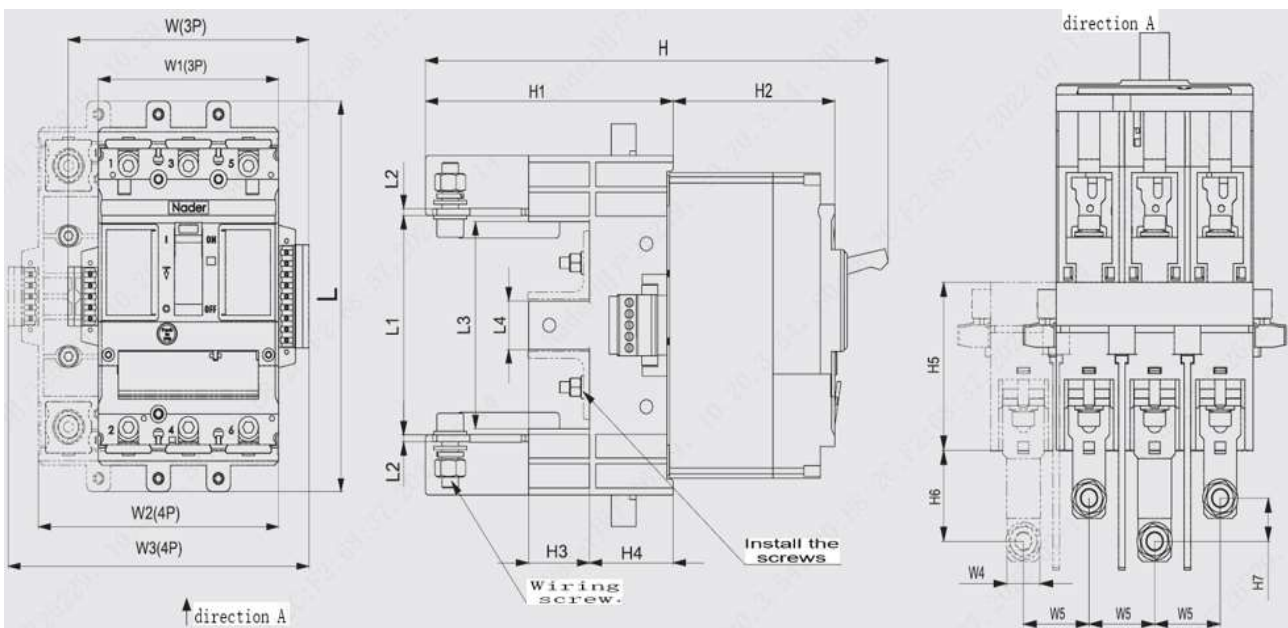 W(3P)
W1(3P)
1 3 5
Nader
I ON
O OFF
2 4 6
W2(4P)
W3(4P)
direction A
L
H
H1 H2
L2
L1
L3
L4
L2
H3 H4
Wiring
screw.
Install the
screws
direction A
H5
H6
H7
W4
W5 W5 W5